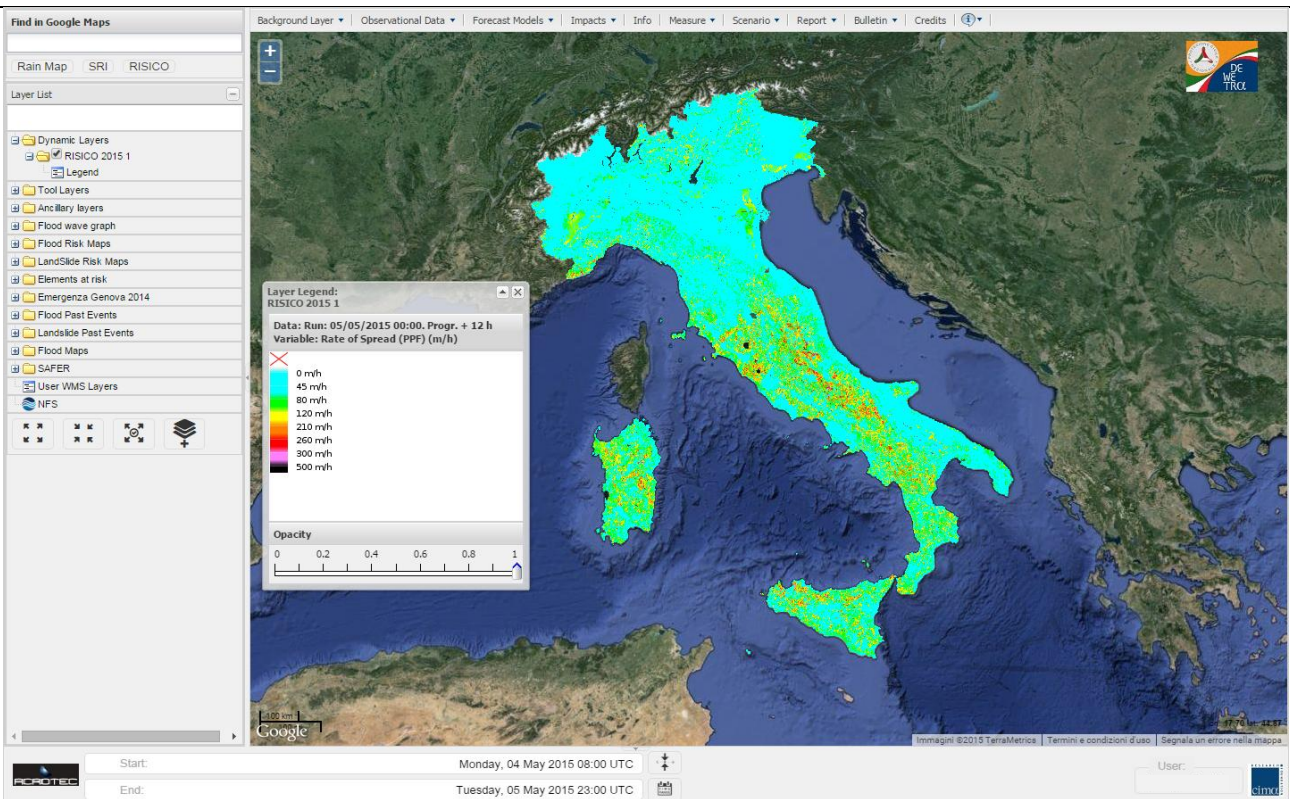 Find in Google Maps
Rain Map SRI RISICO
Layer List
Dynamic Layers
RISICO 2015 1
Legend
Tool Layers
Ancillary layers
Flood wave graph
Flood Risk Maps
LandSlide Risk Maps
Elements at risk
Emergenza Genova 2014
Flood Past Events
Landslide Past Events
Flood Maps
SAFER
User WMS Layers
NFS
Background Layer Observational Data Forecast Models Impacts Info Measure Scenario Report Bulletin Credits
DE
WE
TRα
Layer Legend:
RISICO 2015 1
Data: Run: 05/05/2015 00:00. Progr. + 12 h
Variable: Rate of Spread (PPF) (m/h)
0 m/h
45 m/h
80 m/h
120 m/h
210 m/h
260 m/h
300 m/h
500 m/h
Opacity
0 0.2 0.4 0.6 0.8 1
100 km
Google
Immagini ©2015 TerraMetrics Termini e condizioni d'uso Segnala un errore nella mappa
ACROTEC
Start: Monday, 04 May 2015 08:00 UTC
End: Tuesday, 05 May 2015 23:00 UTC
User:
cima